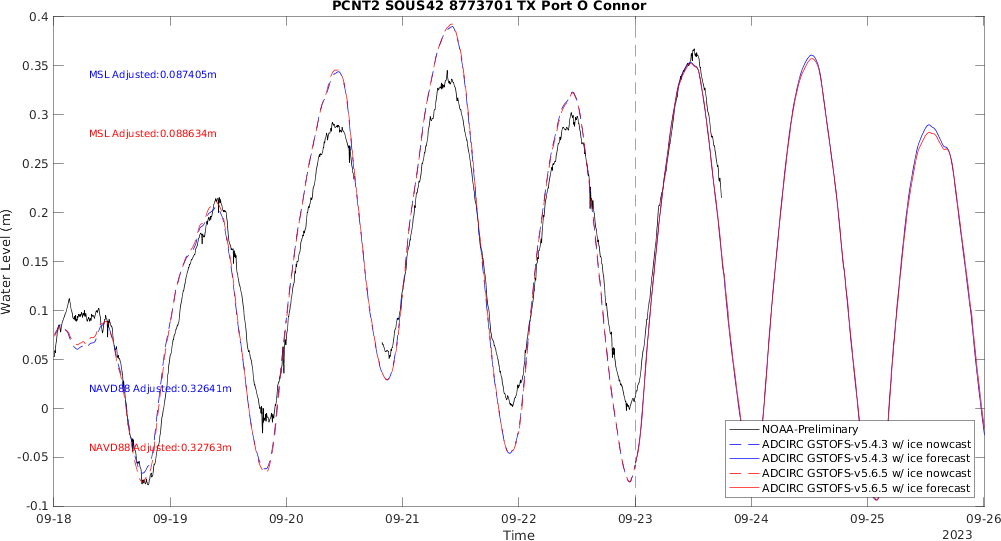 PCNT2 SOUS42 8773701 TX Port O Connor
0.4
0.35
0.3
0.25
0.2
0.15
0.1
0.05
0
-0.05
-0.1
Water Level (m)
MSL Adjusted:0.087405m
MSL Adjusted:0.088634m
NAVD88 Adjusted:0.32641m
NAVD88 Adjusted:0.32763m
NOAA-Preliminary
ADCIRC GSTOFS-v5.4.3 w/ ice nowcast
ADCIRC GSTOFS-v5.4.3 w/ ice forecast
ADCIRC GSTOFS-v5.6.5 w/ ice nowcast
ADCIRC GSTOFS-v5.6.5 w/ ice forecast
09-18 09-19 09-20 09-21 09-22 09-23 09-24 09-25 09-26
Time
2023